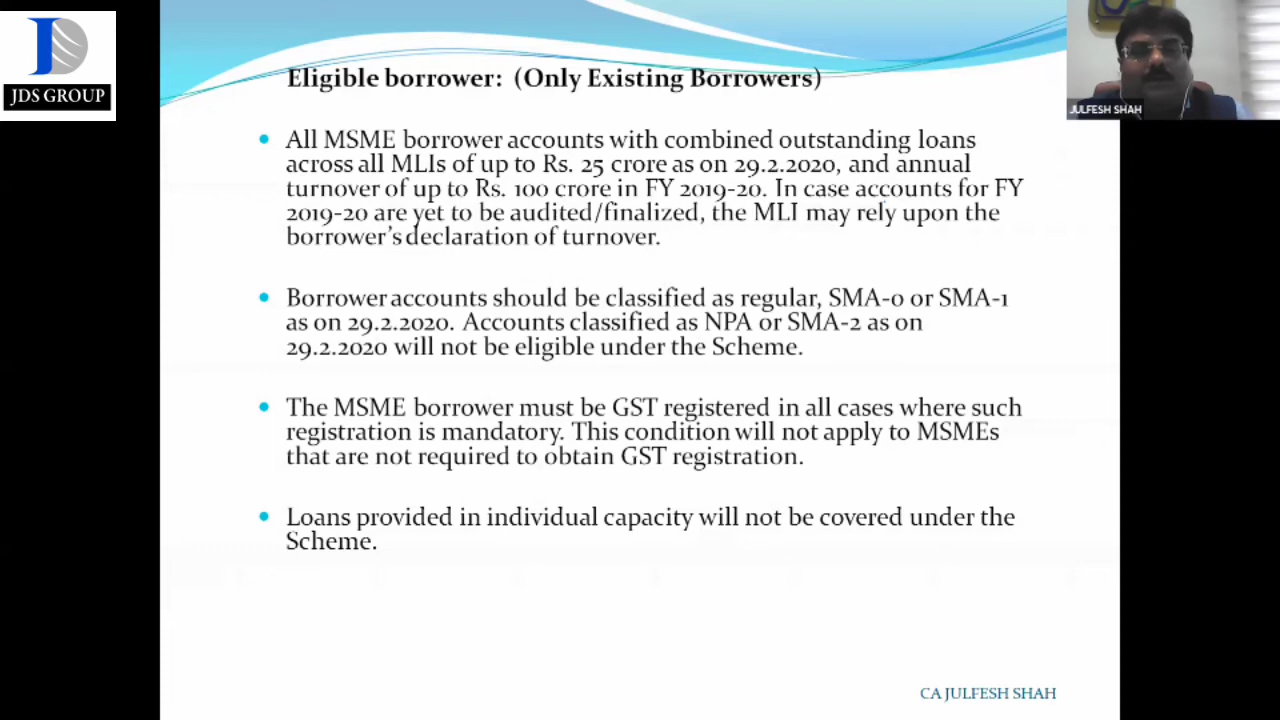 JDS GROUP
JULFESH SHAH
Eligible borrower: (Only Existing Borrowers)
All MSME borrower accounts with combined outstanding loans
across all MLIs of up to Rs. 25 crore as on 29.2.2020, and annual
turnover of up to Rs. 100 crore in FY 2019-20. In case accounts for FY
2019-20 are yet to be audited/finalized, the MLI may rely upon the
borrower's declaration of turnover.
Borrower accounts should be classified as regular, SMA-0 or SMA-1
as on 29.2.2020. Accounts classified as NPA or SMA-2 as on
29.2.2020 will not be eligible under the Scheme.
The MSME borrower must be GST registered in all cases where such
registration is mandatory. This condition will not apply to MSMEs
that are not required to obtain GST registration.
Loans provided in individual capacity will not be covered under the
Scheme.
CA JULFESH SHAH